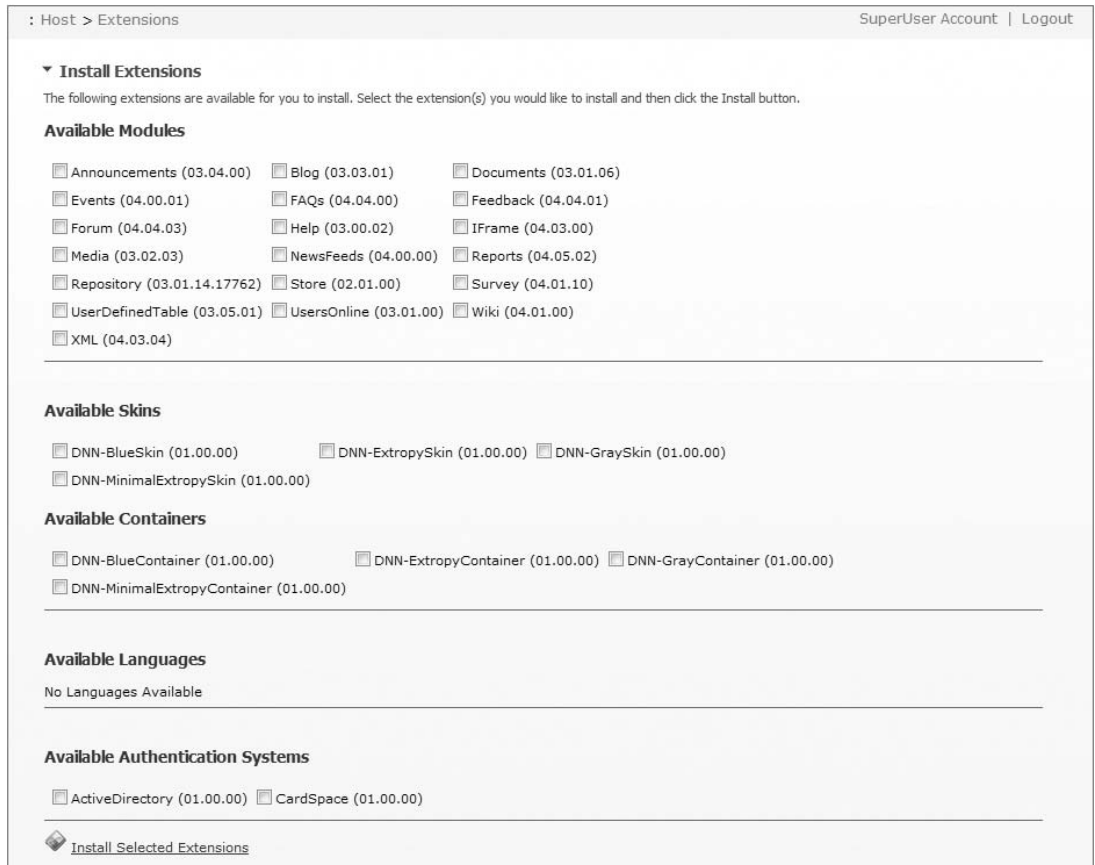 : Host > Extensions SuperUser Account | Logout
Install Extensions
The following extensions are available for you to install. Select the extension(s) you would like to install and then click the Install button.
Available Modules
Announcements (03.04.00) Blog (03.03.01) Documents (03.01.06)
Events (04.00.01) FAQs (04.04.00) Feedback (04.04.01)
Forum (04.04.03) Help (03.00.02) IFrame (04.03.00)
Media (03.02.03) NewsFeeds (04.00.00) Reports (04.05.02)
Repository (03.01.14.17762) Store (02.01.00) Survey (04.01.10)
UserDefinedTable (03.05.01) UsersOnline (03.01.00) Wiki (04.01.00)
XML (04.03.04)
Available Skins
DNN-BlueSkin (01.00.00) DNN-ExtropySkin (01.00.00) DNN-GraySkin (01.00.00)
DNN-MinimalExtropySkin (01.00.00)
Available Containers
DNN-BlueContainer (01.00.00) DNN-ExtropyContainer (01.00.00) DNN-GrayContainer (01.00.00)
DNN-MinimalExtropyContainer (01.00.00)
Available Languages
No Languages Available
Available Authentication Systems
ActiveDirectory (01.00.00) CardSpace (01.00.00)
Install Selected Extensions